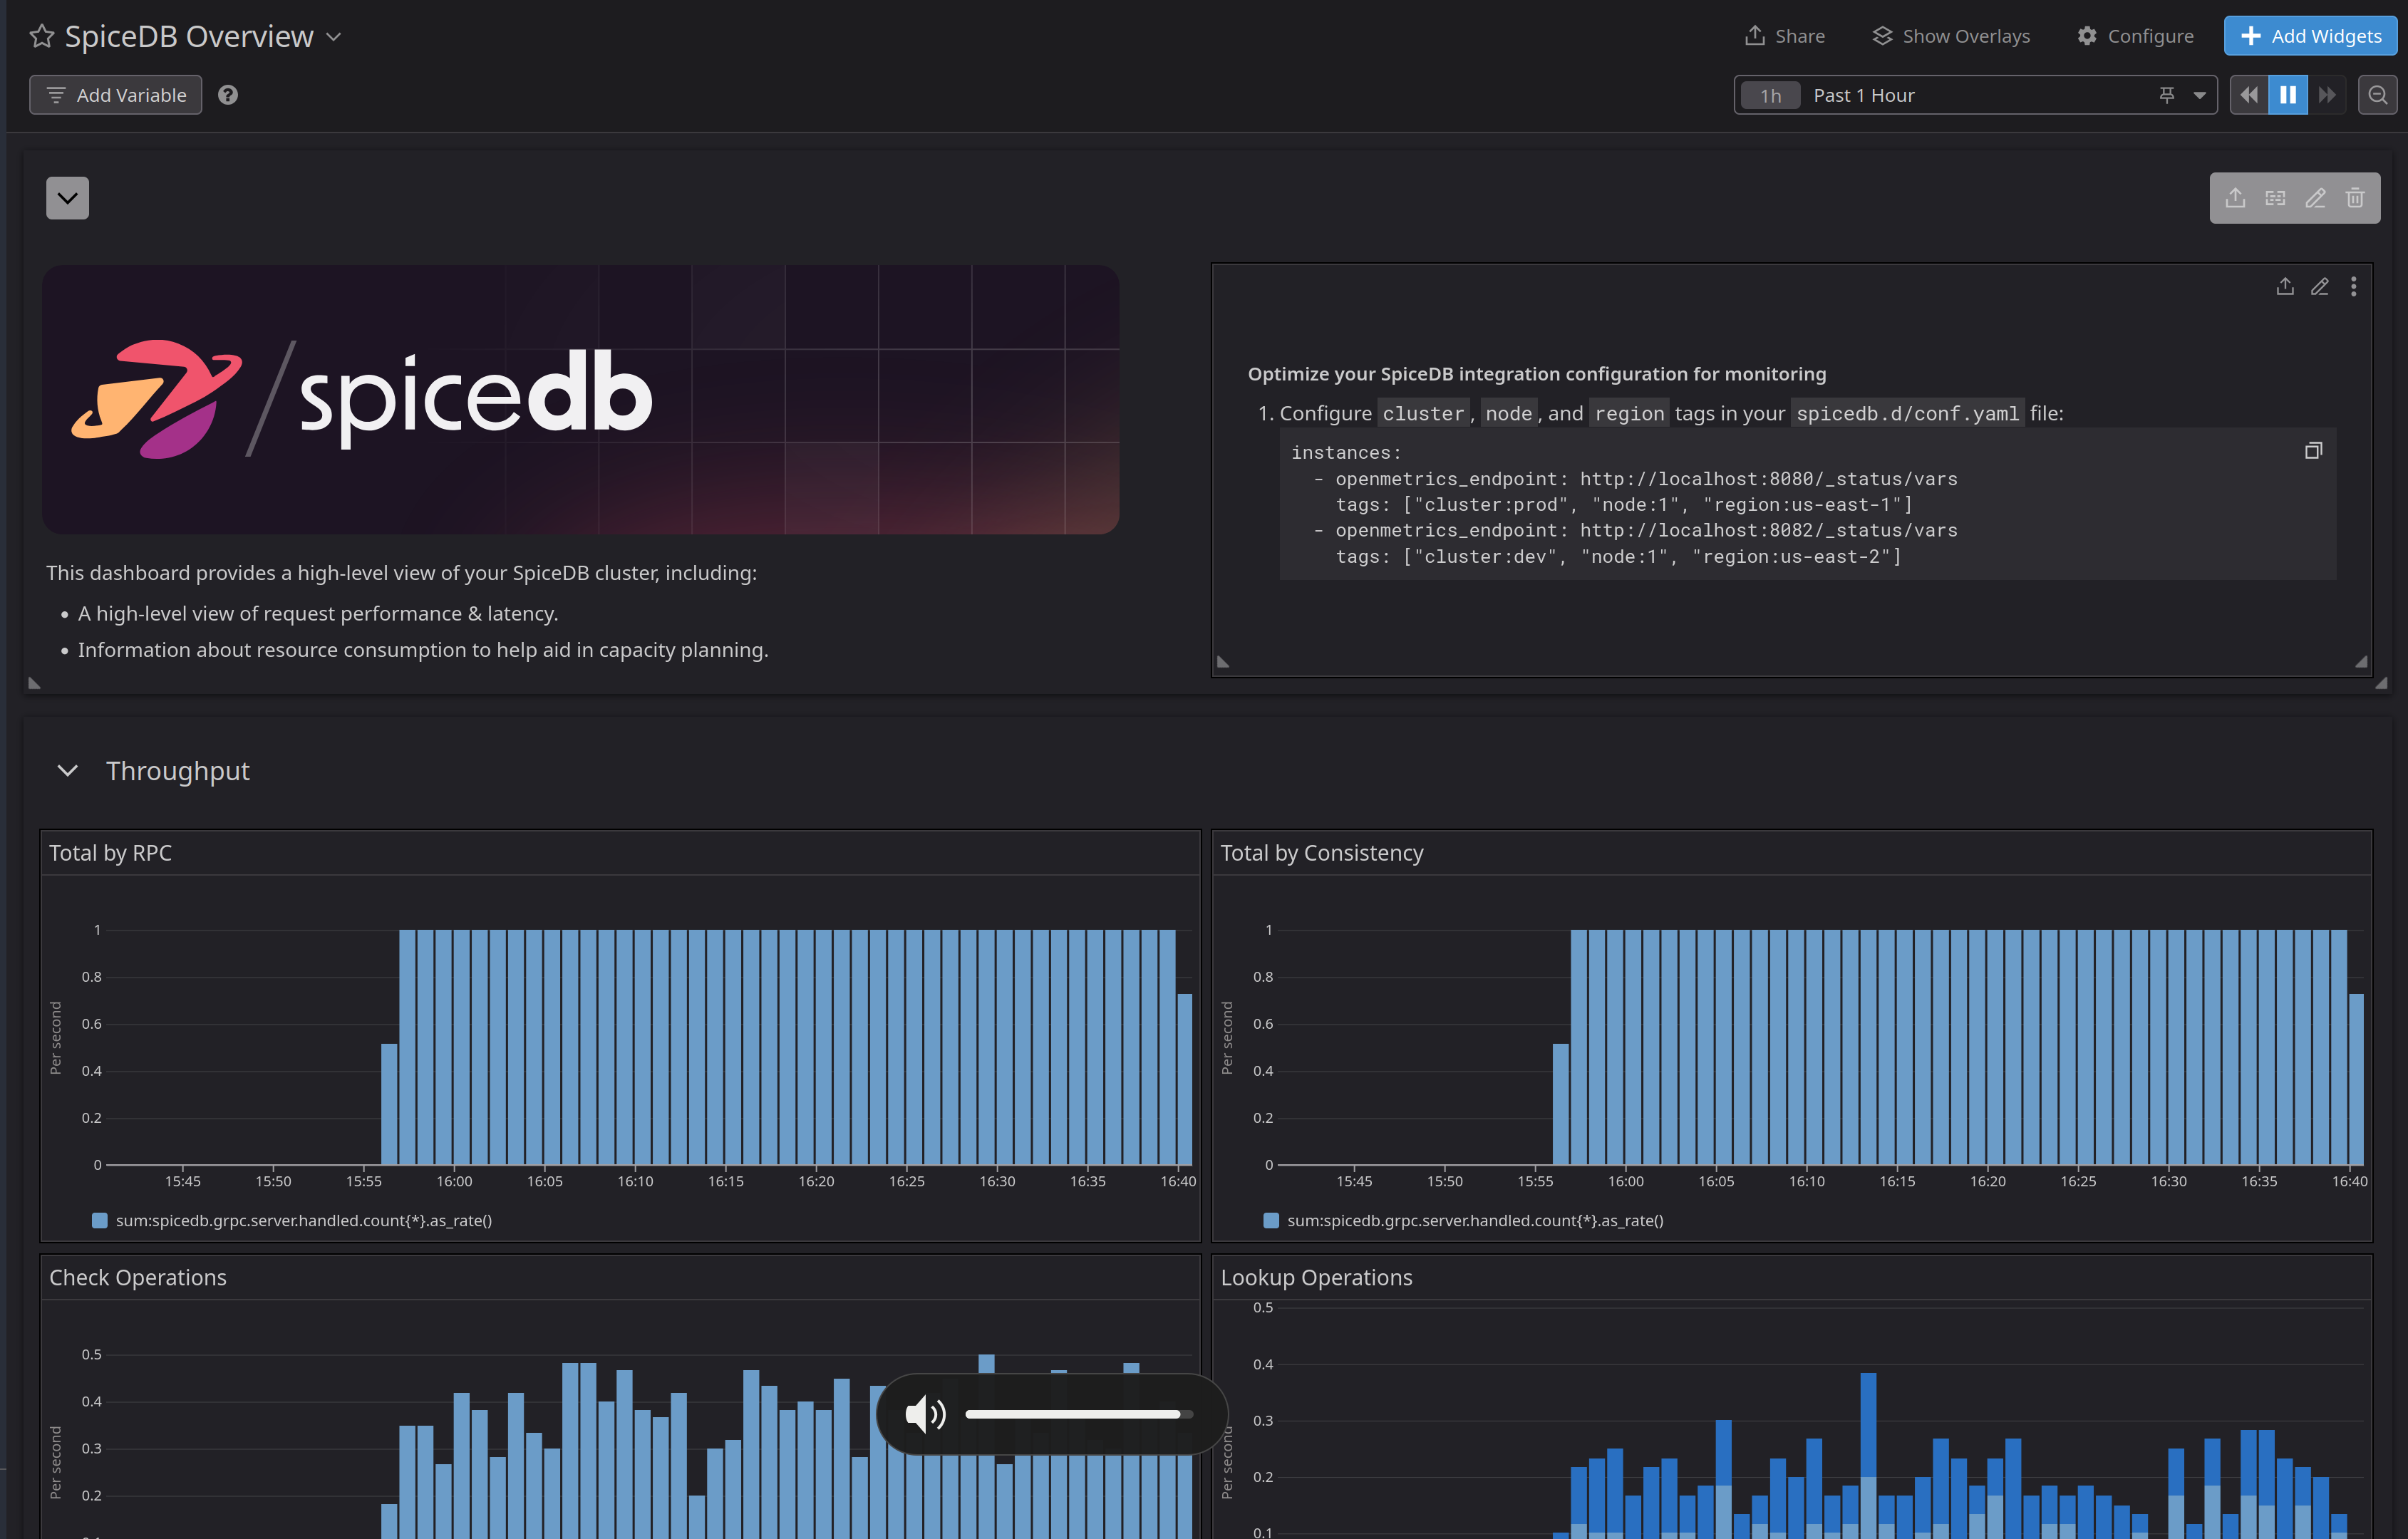 SpiceDB Overview
Share
Show Overlays
Configure
Add Widgets
Add Variable
?
1h Past 1 Hour
spicedb
This dashboard provides a high-level view of your SpiceDB cluster, including:
• A high-level view of request performance & latency.
• Information about resource consumption to help aid in capacity planning.
Optimize your SpiceDB integration configuration for monitoring
1. Configure cluster, node, and region tags in your spicedb.d/conf.yaml file:
instances:
- openmetrics_endpoint: http://localhost:8080/_status/vars
tags: ["cluster:prod", "node:1", "region:us-east-1"]
- openmetrics_endpoint: http://localhost:8082/_status/vars
tags: ["cluster:dev", "node:1", "region:us-east-2"]
Throughput
Total by RPC
Per second
1
0.8
0.6
0.4
0.2
0
15:45 15:50 15:55 16:00 16:05 16:10 16:15 16:20 16:25 16:30 16:35 16:40
sum:spicedb.grpc.server.handled.count{*}.as_rate()
Total by Consistency
Per second
1
0.8
0.6
0.4
0.2
0
15:45 15:50 15:55 16:00 16:05 16:10 16:15 16:20 16:25 16:30 16:35 16:40
sum:spicedb.grpc.server.handled.count{*}.as_rate()
Check Operations
Per second
0.5
0.4
0.3
0.2
Lookup Operations
Per second
0.5
0.4
0.3
0.2
0.1